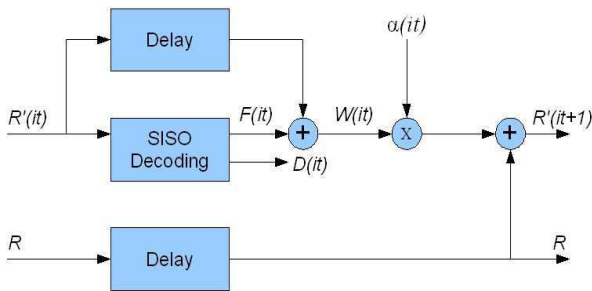 Delay
α(it)
R'(it)
SISO
Decoding
F(it)
+
W(it)
X
+
R'(it+1)
D(it)
R
Delay
R